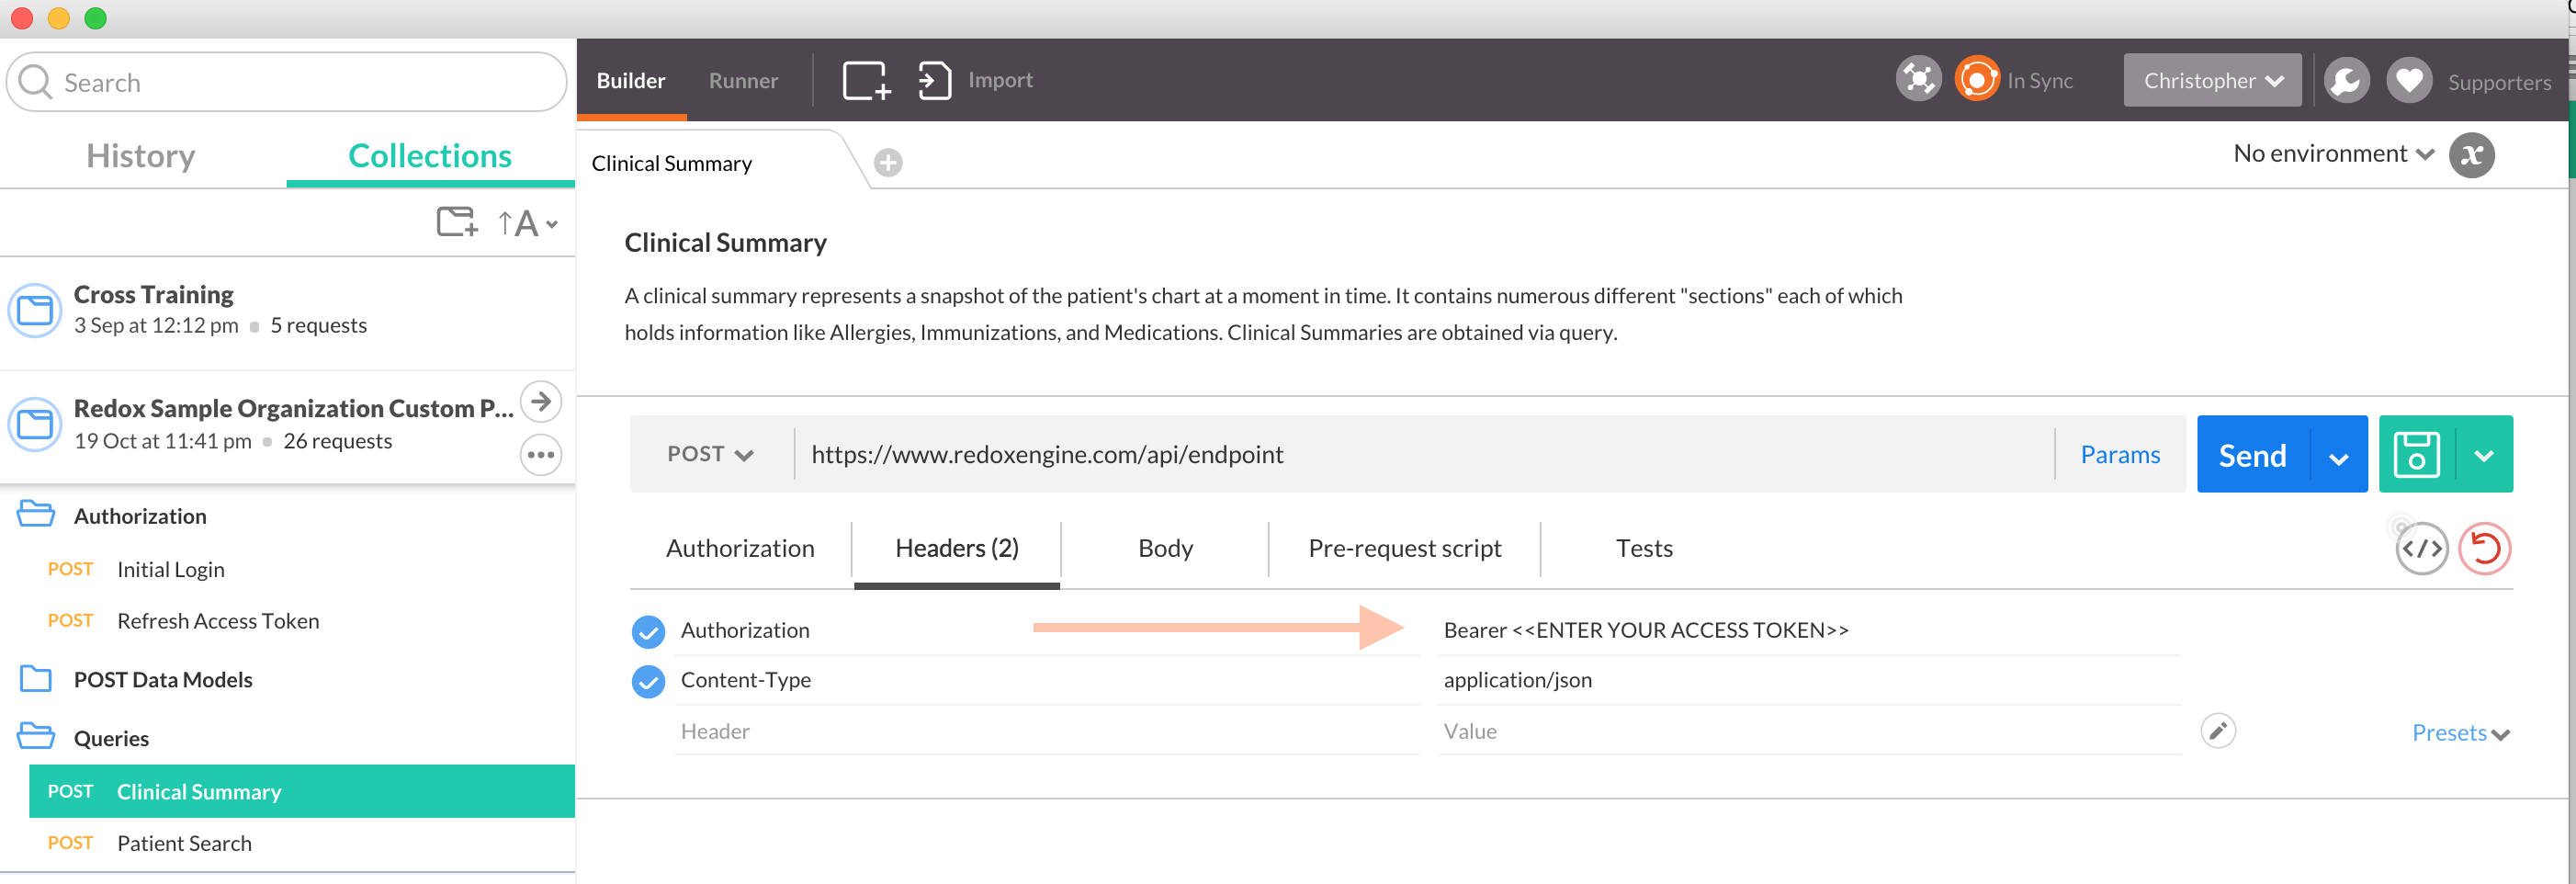 Search
Builder
Runner
Import
In Sync
Christopher
Supporters
History
Collections
Clinical Summary
No environment
x
A
Clinical Summary
A clinical summary represents a snapshot of the patient's chart at a moment in time. It contains numerous different "sections" each of which
holds information like Allergies, Immunizations, and Medications. Clinical Summaries are obtained via query.
Cross Training
3 Sep at 12:12 pm 5 requests
Redox Sample Organization Custom P...
19 Oct at 11:41 pm 26 requests
Authorization
POST Initial Login
POST Refresh Access Token
POST Data Models
Queries
POST Clinical Summary
POST Patient Search
POST
https://www.redoxengine.com/api/endpoint
Params
Send
Authorization
Headers (2)
Body
Pre-request script
Tests
</>
Authorization Bearer <<ENTER YOUR ACCESS TOKEN>>
Content-Type application/json
Header Value
Presets